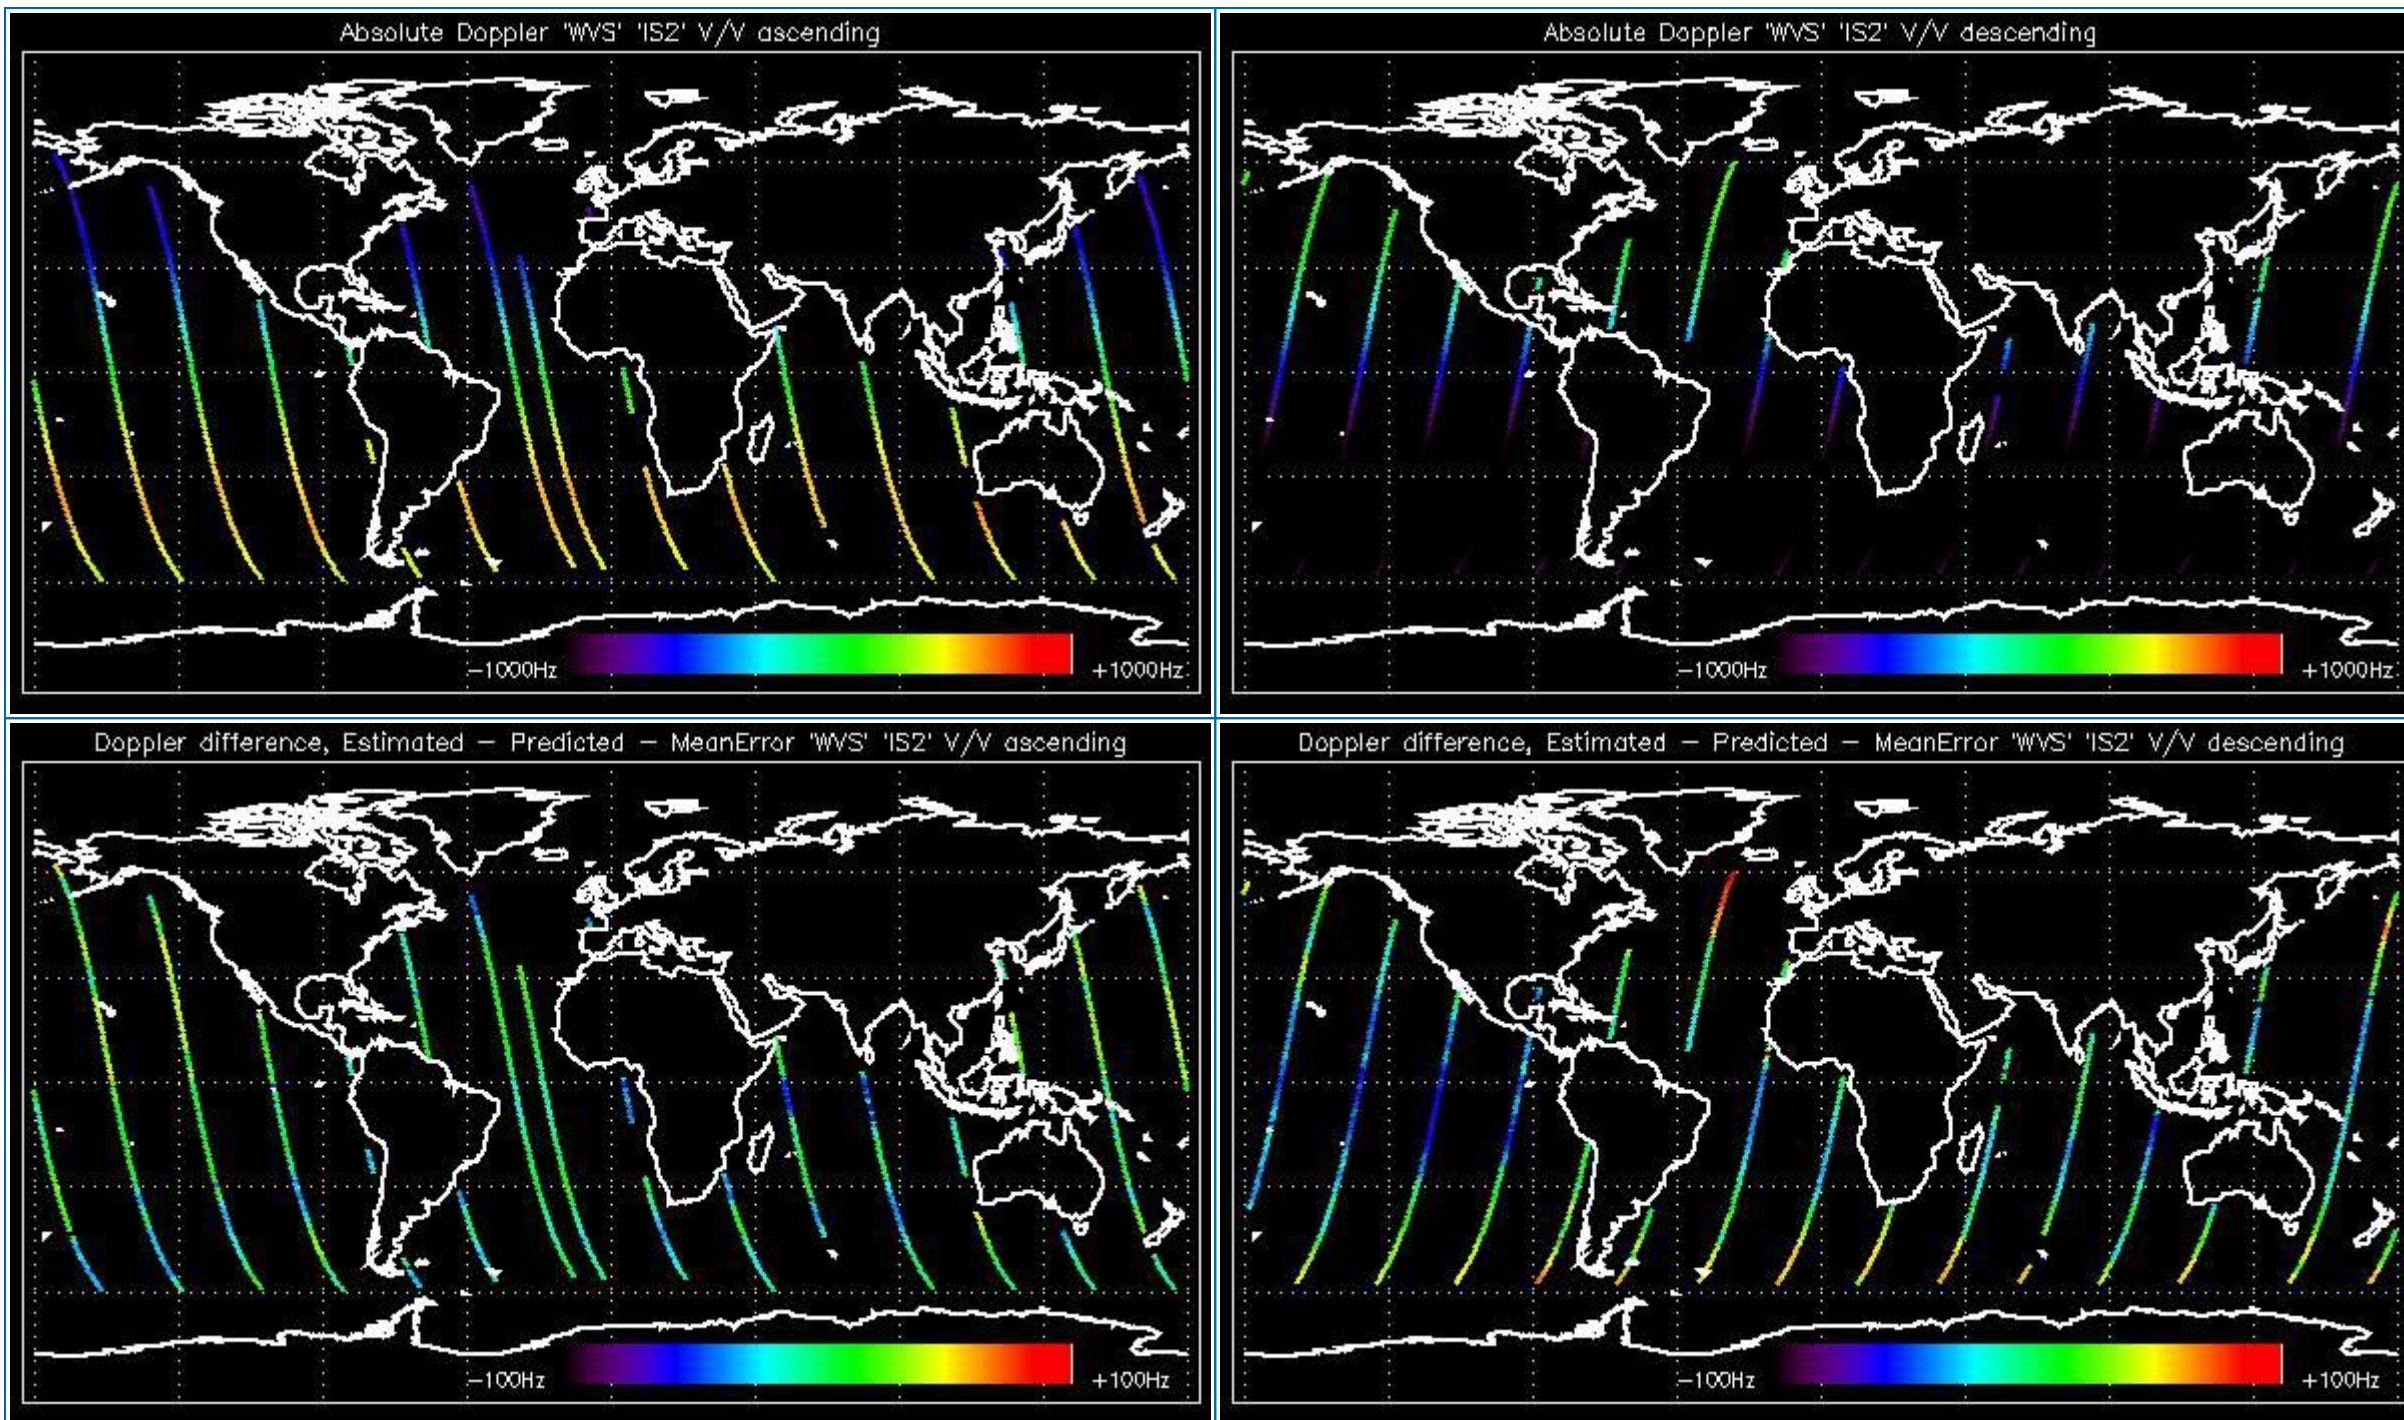 Absolute Doppler 'WVS' 'IS2' V/V ascending
-1000Hz
+1000Hz
Absolute Doppler 'WVS' 'IS2' V/V descending
-1000Hz
+1000Hz
Doppler difference, Estimated - Predicted - MeanError 'WVS' 'IS2' V/V ascending
-100Hz
+100Hz
Doppler difference, Estimated - Predicted - MeanError 'WVS' 'IS2' V/V descending
-100Hz
+100Hz